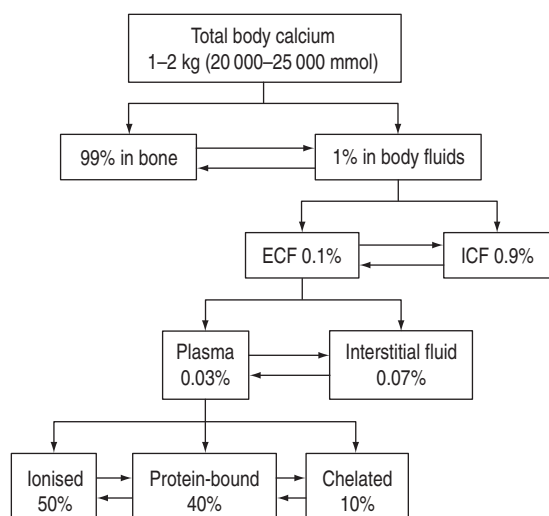 Total body calcium
1–2 kg (20 000–25 000 mmol)
99% in bone
1% in body fluids
ECF 0.1%
ICF 0.9%
Plasma
0.03%
Interstitial fluid
0.07%
Ionised
50%
Protein-bound
40%
Chelated
10%